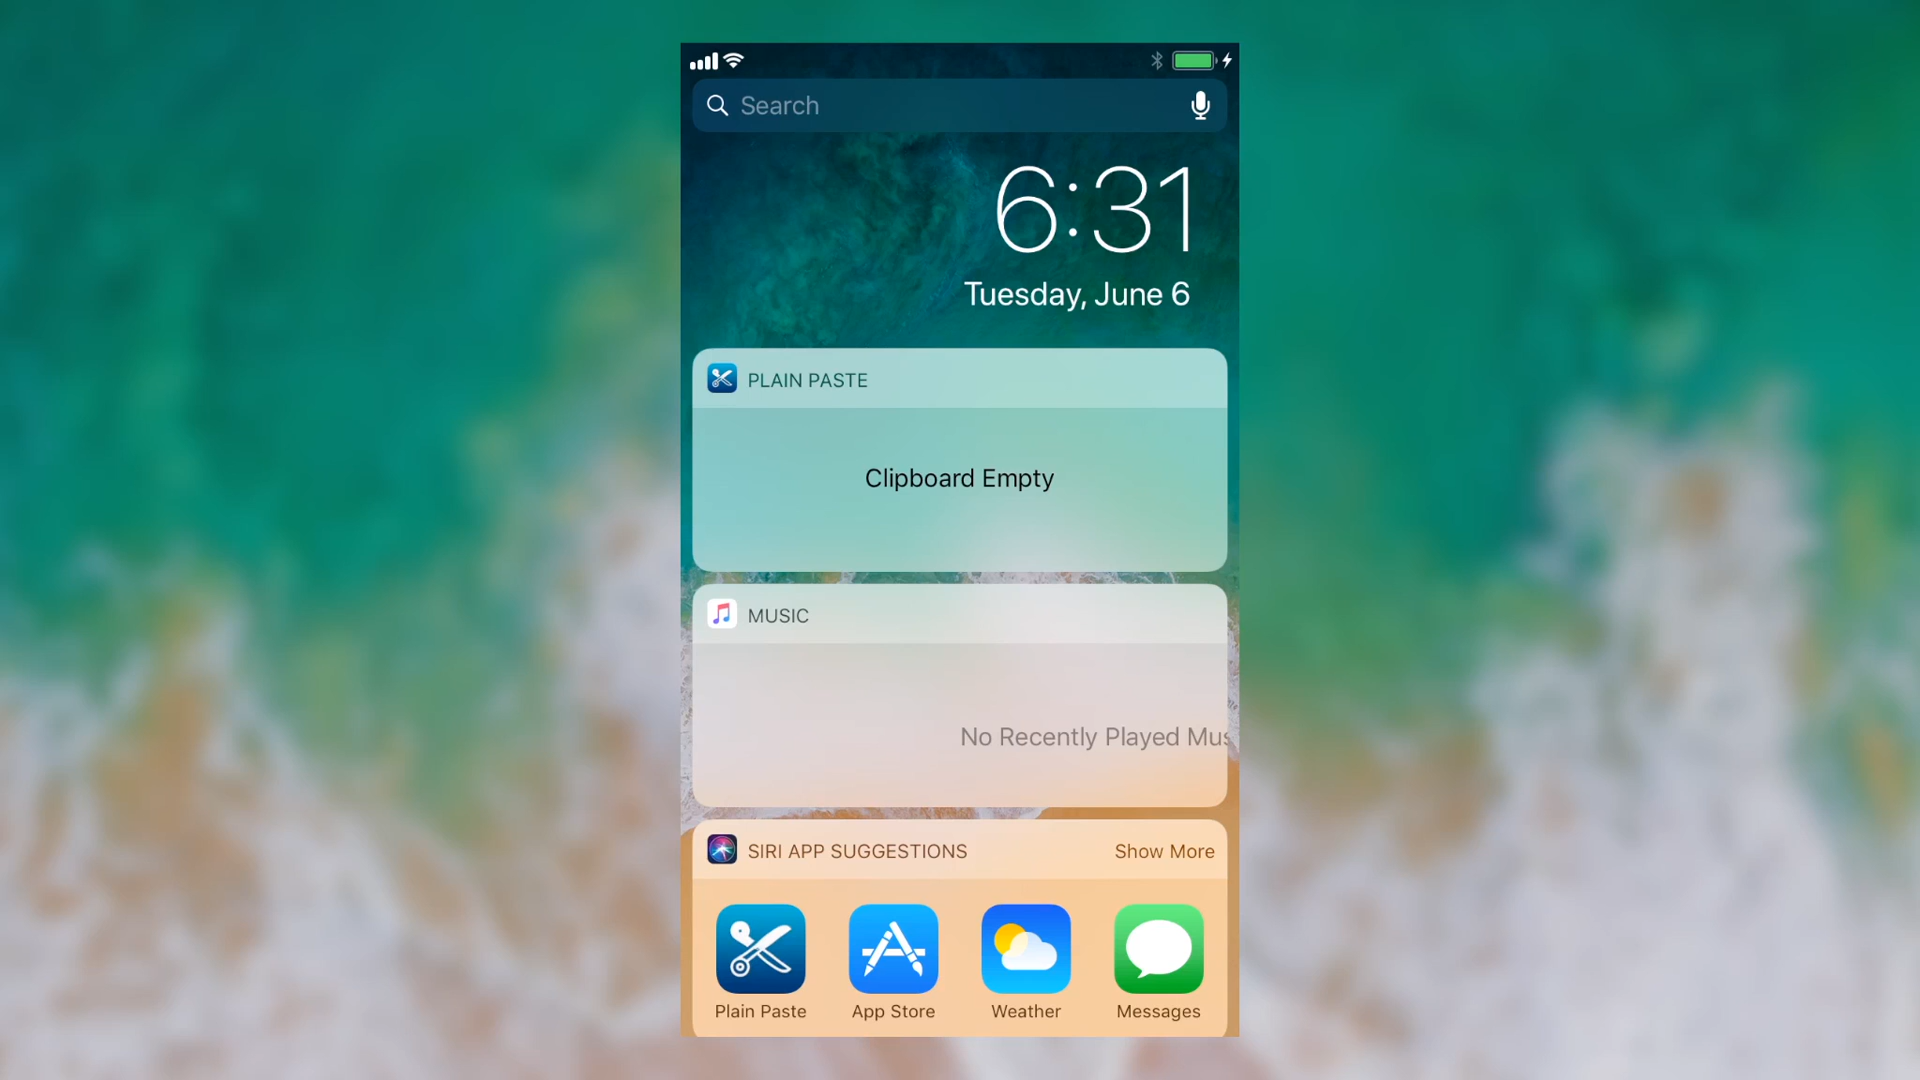 Search
6:31
Tuesday, June 6
PLAIN PASTE
Clipboard Empty
MUSIC
No Recently Played Mus
SIRI APP SUGGESTIONS
Show More
Plain Paste
App Store
Weather
Messages